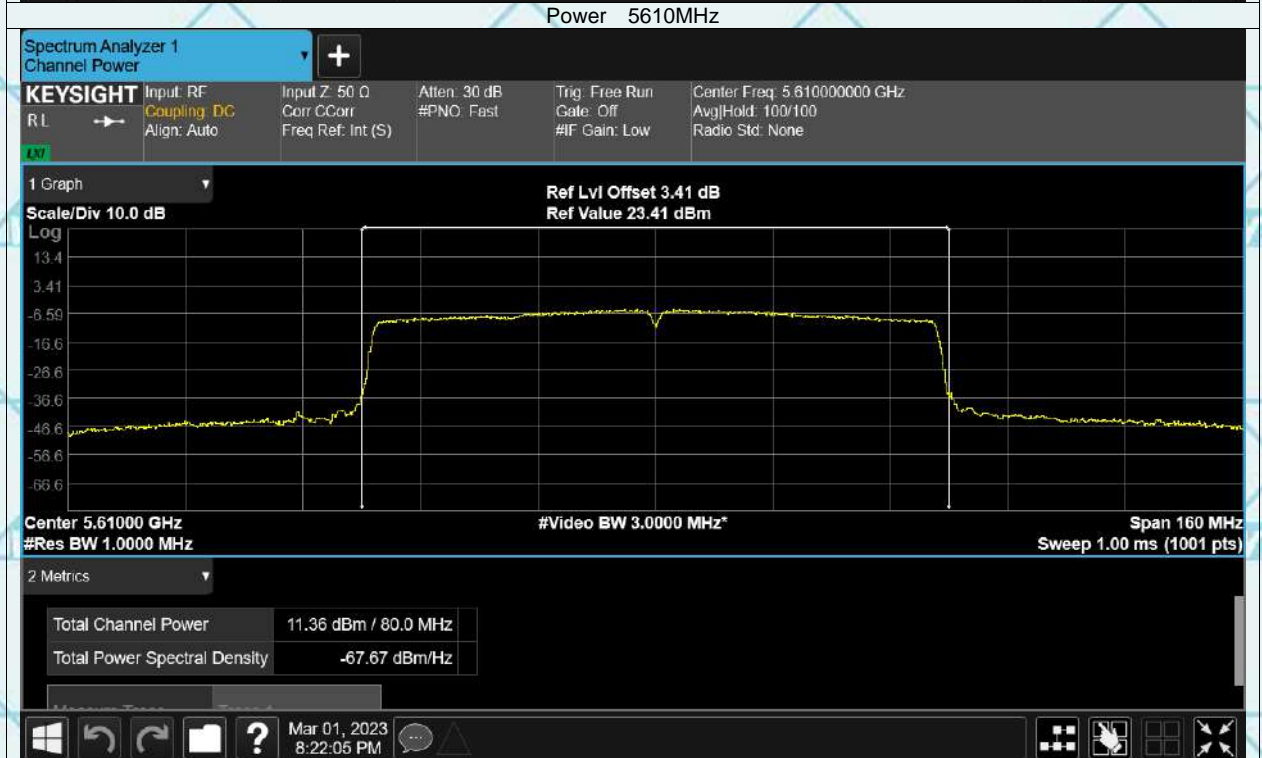 Power 5610MHz
Spectrum Analyzer 1
Channel Power
KEYSIGHT
RL
LXI
Input: RF
Coupling: DC
Align: Auto
Input Z: 50 Ω
Corr CCorr
Freq Ref: Int (S)
Atten: 30 dB
#PNO: Fast
Trig: Free Run
Gate: Off
#IF Gain: Low
Center Freq: 5.610000000 GHz
Avg|Hold: 100/100
Radio Std: None
1 Graph
Scale/Div 10.0 dB
Ref Lvl Offset 3.41 dB
Ref Value 23.41 dBm
Log
13.4
3.41
-6.59
-16.6
-26.6
-36.6
-46.6
-56.6
-66.6
Center 5.61000 GHz
#Video BW 3.0000 MHz*
Span 160 MHz
#Res BW 1.0000 MHz
Sweep 1.00 ms (1001 pts)
2 Metrics
Total Channel Power 11.36 dBm / 80.0 MHz
Total Power Spectral Density -67.67 dBm/Hz
?
Mar 01, 2023
8:22:05 PM